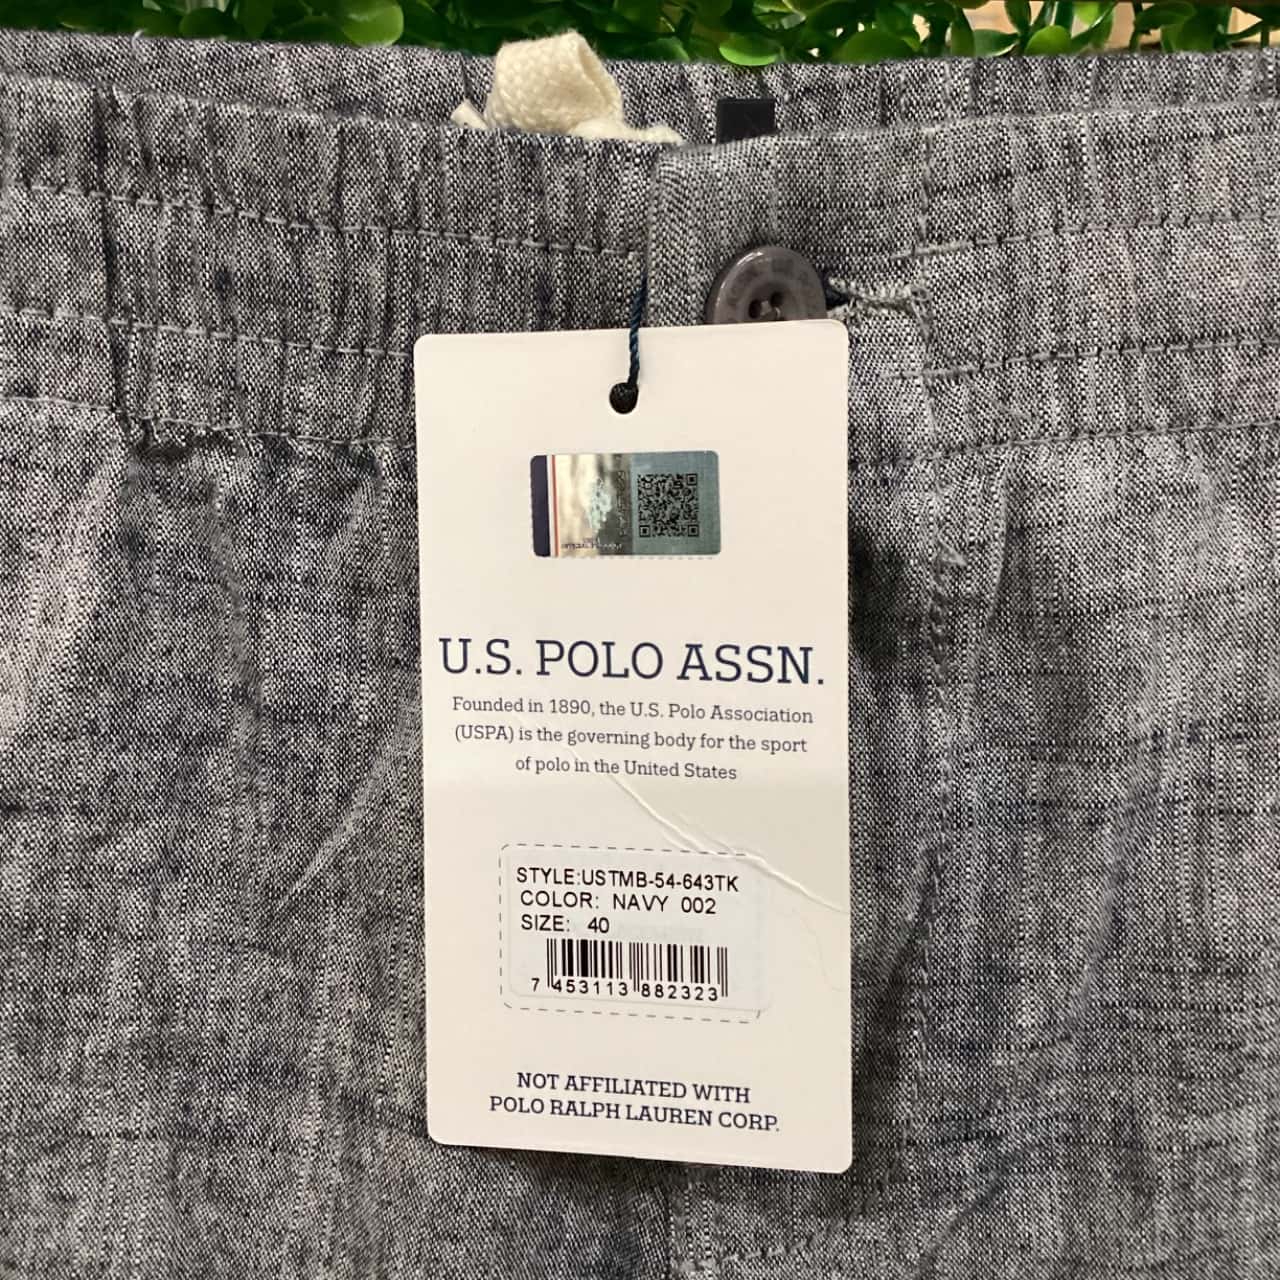 U.S. POLO ASSN.
Founded in 1890, the U.S. Polo Association
(USPA) is the governing body for the sport
of polo in the United States
STYLE:USTMB-54-643TK
COLOR: NAVY 002
SIZE: 40
7 453113 882323
NOT AFFILIATED WITH
POLO RALPH LAUREN CORP.